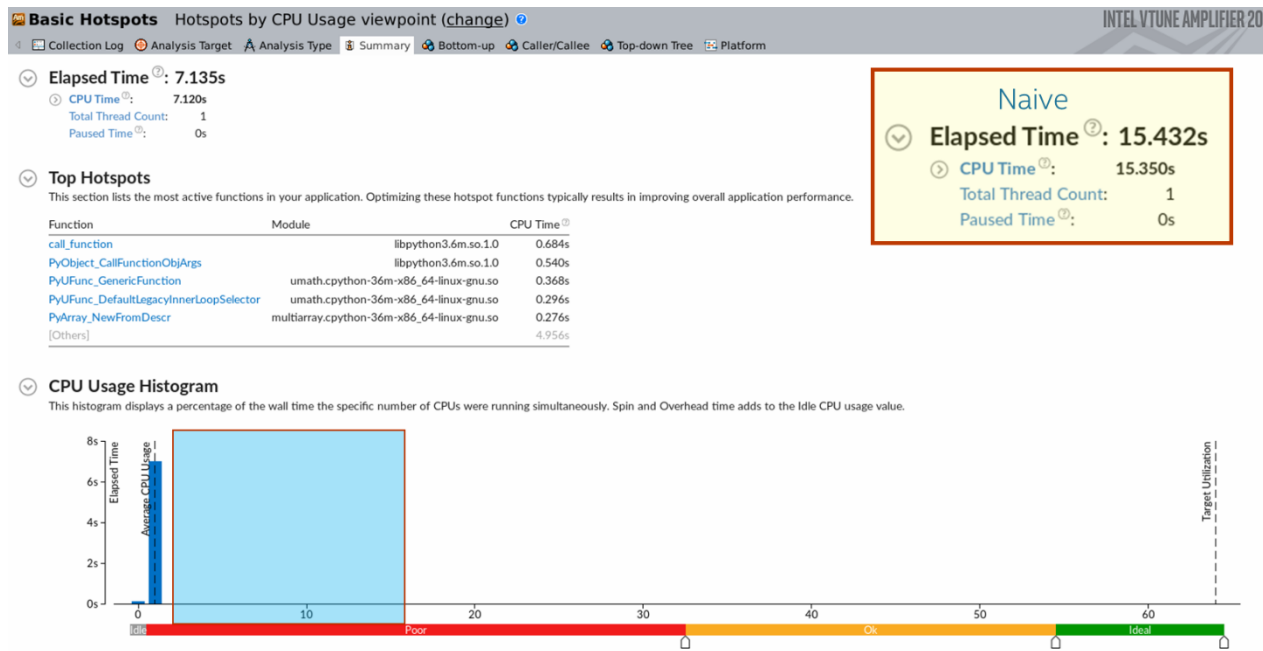 Basic Hotspots Hotspots by CPU Usage viewpoint (change) ?
INTEL VTUNE AMPLIFIER 20
Collection Log Analysis Target Analysis Type Summary Bottom-up Caller/Callee Top-down Tree Platform
Elapsed Time ?: 7.135s
CPU Time ?: 7.120s
Total Thread Count: 1
Paused Time ?: 0s
Naive
Elapsed Time ?: 15.432s
CPU Time ?: 15.350s
Total Thread Count: 1
Paused Time ?: 0s
Top Hotspots
This section lists the most active functions in your application. Optimizing these hotspot functions typically results in improving overall application performance.
Function Module CPU Time ?
call_function libpython3.6m.so.1.0 0.684s
PyObject_CallFunctionObjArgs libpython3.6m.so.1.0 0.540s
PyUFunc_GenericFunction umath.cpython-36m-x86_64-linux-gnu.so 0.368s
PyUFunc_DefaultLegacyInnerLoopSelector umath.cpython-36m-x86_64-linux-gnu.so 0.296s
PyArray_NewFromDescr multiarray.cpython-36m-x86_64-linux-gnu.so 0.276s
[Others] 4.956s
CPU Usage Histogram
This histogram displays a percentage of the wall time the specific number of CPUs were running simultaneously. Spin and Overhead time adds to the Idle CPU usage value.
8s
6s
4s
2s
0s
Elapsed Time
Average CPU Usage
Target Utilization
0 10 20 30 40 50 60
Idle Poor Ok Ideal